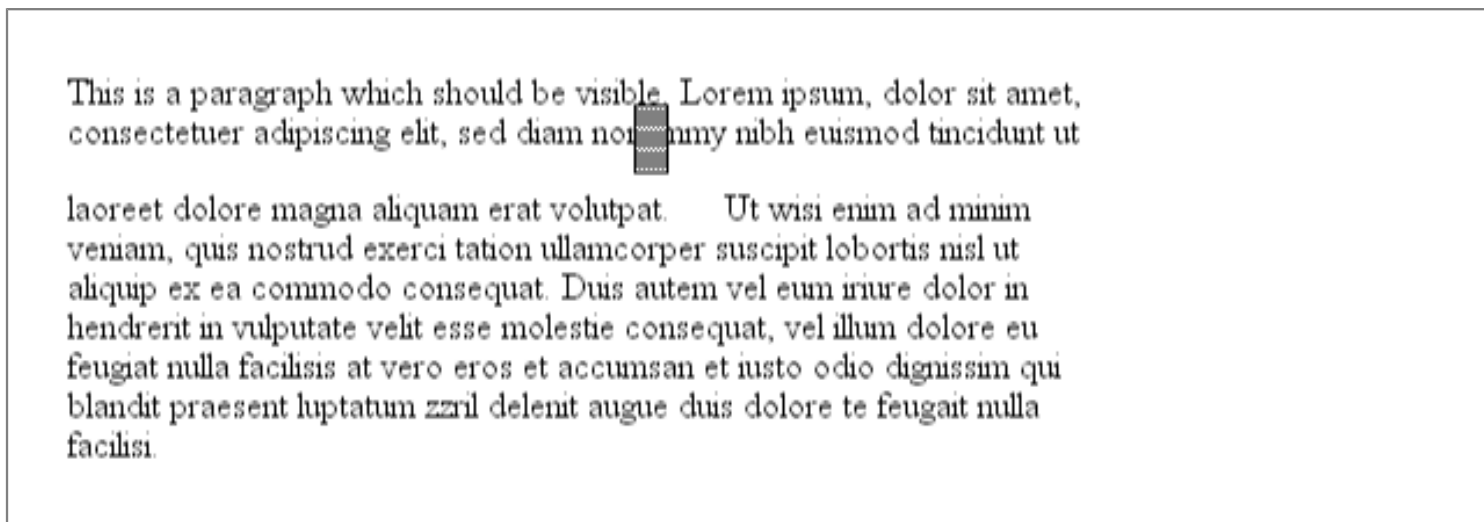 This is a paragraph which should be visible. Lorem ipsum, dolor sit amet,
consectetuer adipiscing elit, sed diam nibh euismod tincidunt ut
laoreet dolore magna aliquam erat volutpat. Ut wisi enim ad minim
veniam, quis nostrud exerci tation ullamcorper suscipit lobortis nisl ut
aliquip ex ea commodo consequat. Duis autem vel eum iriure dolor in
hendrerit in vulputate velit esse molestie consequat, vel illum dolore eu
feugiat nulla facilisis at vero eros et accumsan et iusto odio dignissim qui
blandit praesent luptatum zzril delenit augue duis dolore te feugait nulla
facilisi.